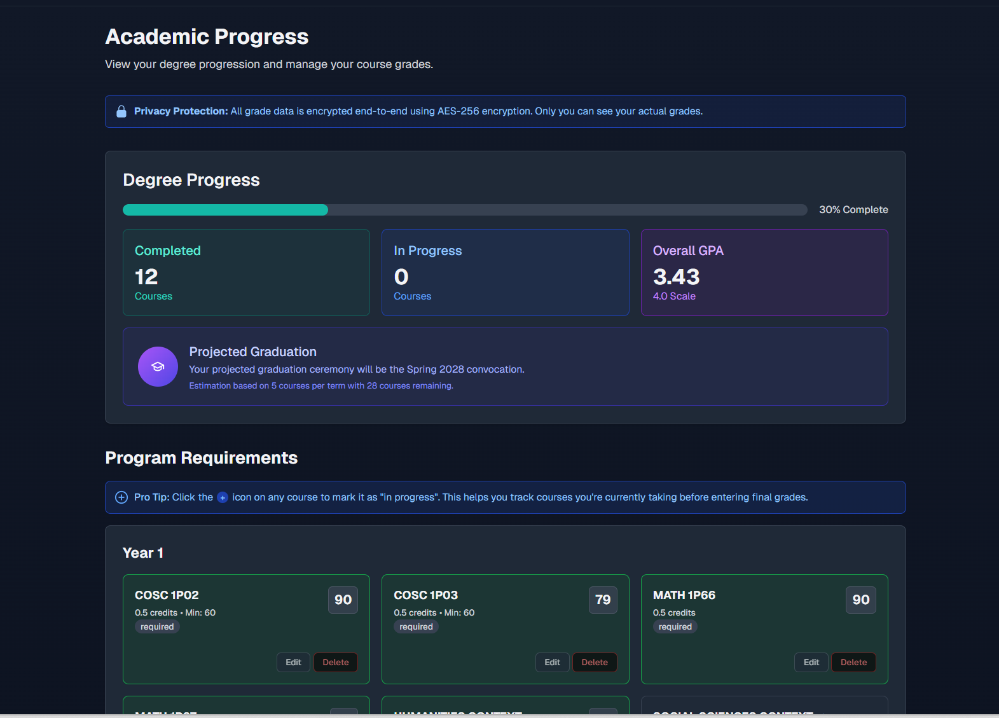 Academic Progress
View your degree progression and manage your course grades.
Privacy Protection: All grade data is encrypted end-to-end using AES-256 encryption. Only you can see your actual grades.
Degree Progress
30% Complete
Completed
12
Courses
In Progress
0
Courses
Overall GPA
3.43
4.0 Scale
Projected Graduation
Your projected graduation ceremony will be the Spring 2028 convocation.
Estimation based on 5 courses per term with 28 courses remaining.
Program Requirements
Pro Tip: Click the + icon on any course to mark it as "in progress". This helps you track courses you're currently taking before entering final grades.
Year 1
COSC 1P02
90
0.5 credits • Min: 60
required
Edit
Delete
COSC 1P03
79
0.5 credits • Min: 60
required
Edit
Delete
MATH 1P66
90
0.5 credits
required
Edit
Delete
HUMANITIES CONTEXT
SOCIAL SCIENCES CONTEXT